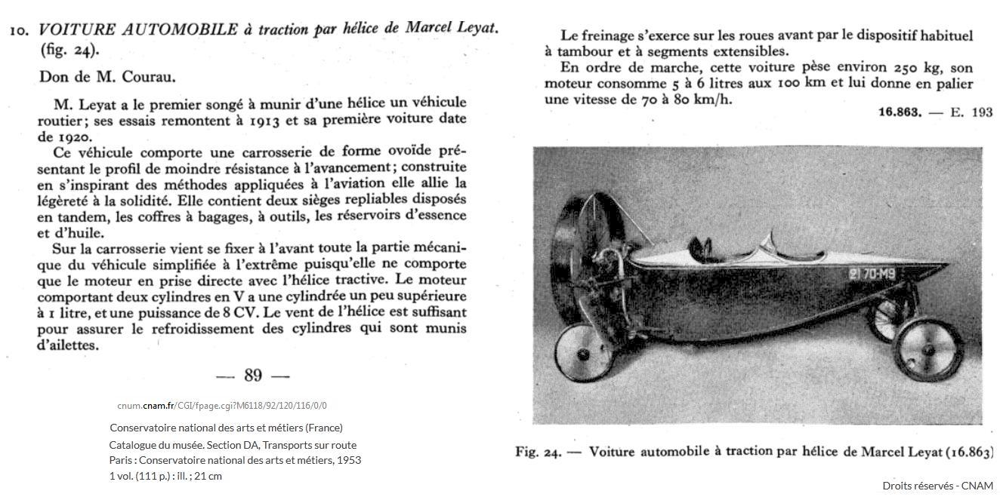 10. VOITURE AUTOMOBILE à traction par hélice de Marcel Leyat.
(fig. 24).
Don de M. Courau.
M. Leyat a le premier songé à munir d'une hélice un véhicule
routier; ses essais remontent à 1913 et sa première voiture date
de 1920.
Ce véhicule comporte une carrosserie de forme ovoïde pré-
sentant le profil de moindre résistance à l'avancement; construite
en s'inspirant des méthodes appliquées à l'aviation elle allie la
légèreté à la solidité. Elle contient deux sièges repliables disposés
en tandem, les coffres à bagages, à outils, les réservoirs d'essence
et d'huile.
Sur la carrosserie vient se fixer à l'avant toute la partie mécani-
que du véhicule simplifiée à l'extrême puisqu'elle ne comporte
que le moteur en prise directe avec l'hélice tractive. Le moteur
comportant deux cylindres en V a une cylindrée un peu supérieure
à 1 litre, et une puissance de 8 CV. Le vent de l'hélice est suffisant
pour assurer le refroidissement des cylindres qui sont munis
d'ailettes.
— 89 —
cnum.cnam.fr/CGI/fpage.cgi?M6118/92/120/116/0/0
Conservatoire national des arts et métiers (France)
Catalogue du musée. Section DA, Transports sur route
Paris : Conservatoire national des arts et métiers, 1953
1 vol. (111 p.) : ill. ; 21 cm
Le freinage s'exerce sur les roues avant par le dispositif habituel
à tambour et à segments extensibles.
En ordre de marche, cette voiture pèse environ 250 kg, son
moteur consomme 5 à 6 litres aux 100 km et lui donne en palier
une vitesse de 70 à 80 km/h.
16.863. — E. 193
2170-M9
Fig. 24. — Voiture automobile à traction par hélice de Marcel Leyat (16.863)
Droits réservés - CNAM